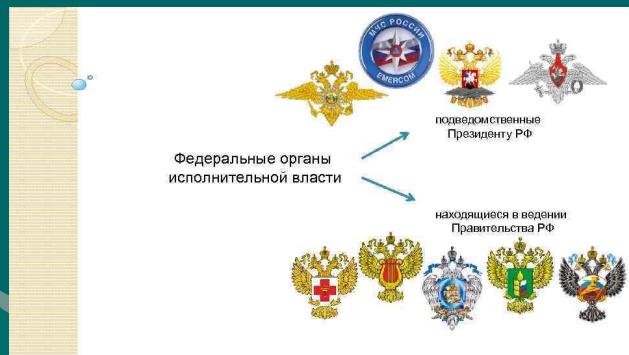 МЧС РОССИИ
EMERCOM
подведомственные
Президенту РФ
Федеральные органы
исполнительной власти
находящиеся в ведении
Правительства РФ